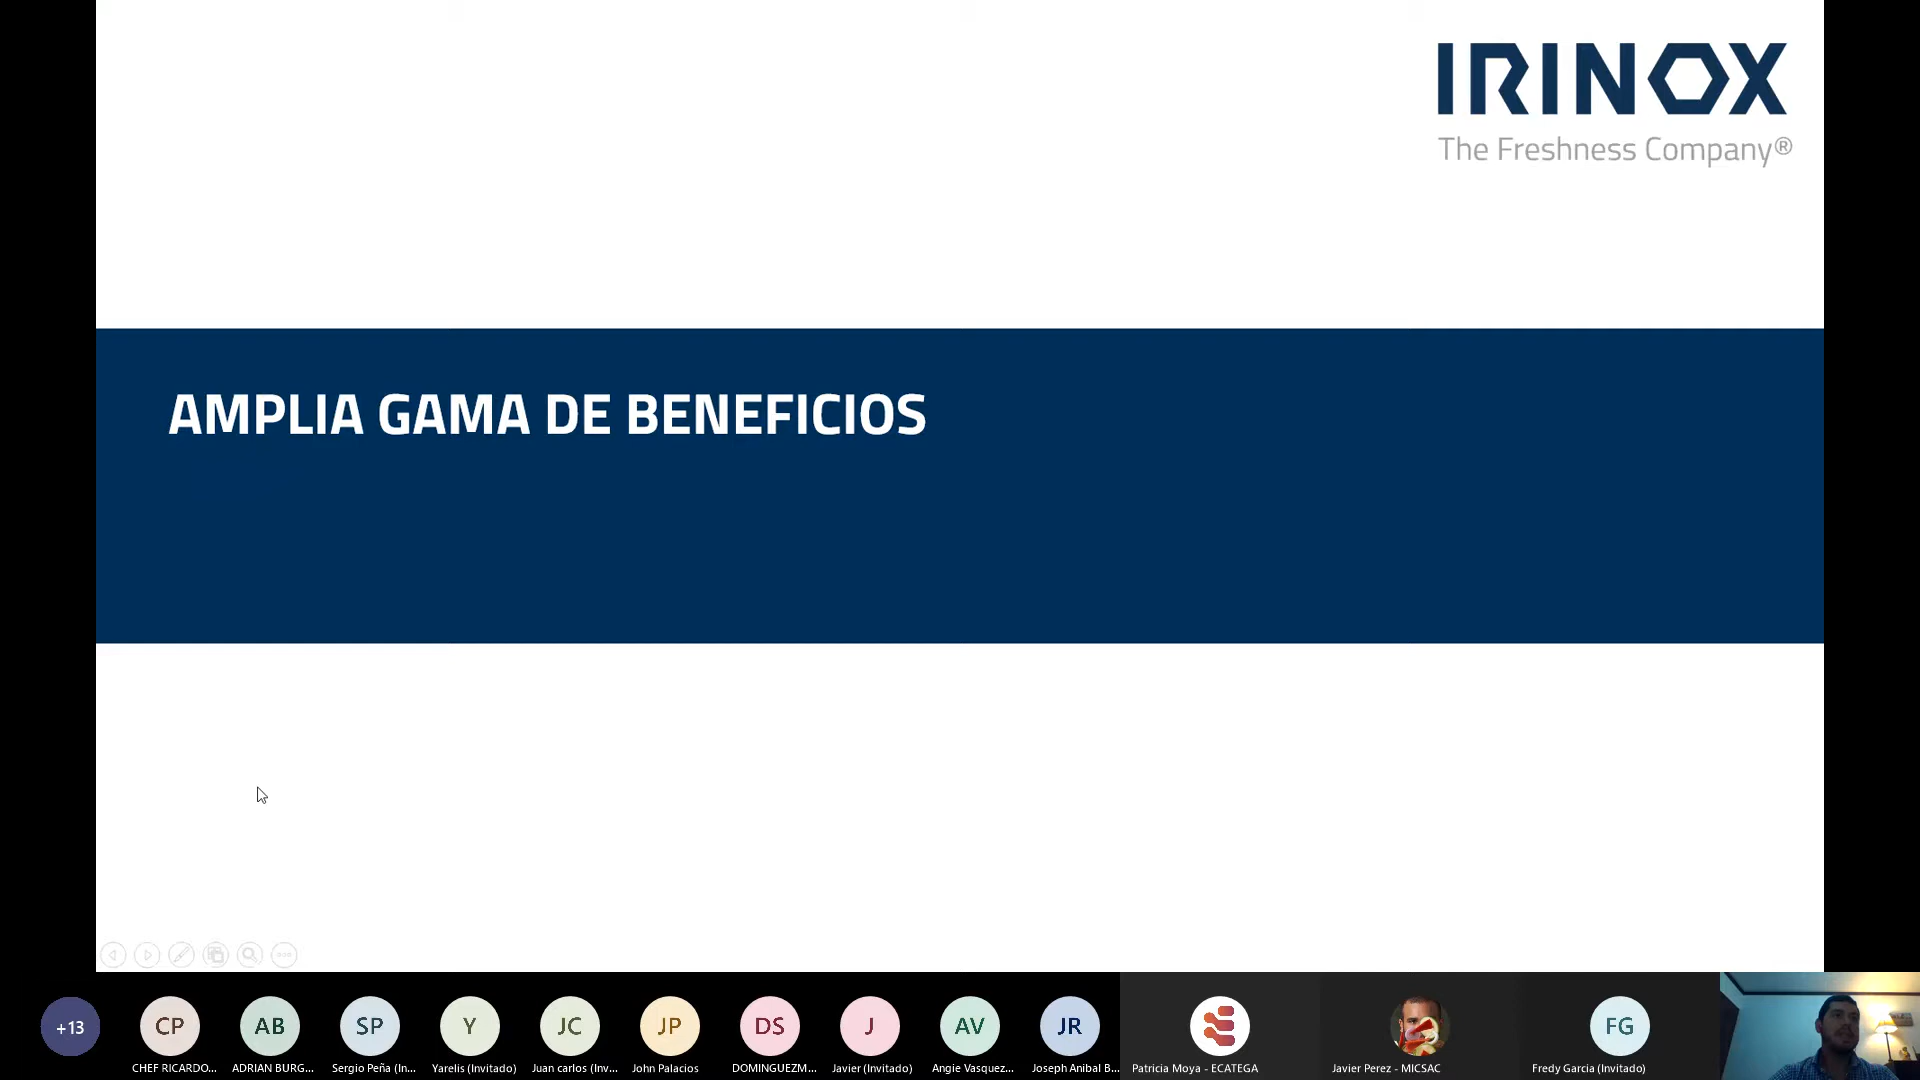 IRINOX
The Freshness Company®
AMPLIA GAMA DE BENEFICIOS
+13
CP
AB
SP
Y
JC
JP
DS
J
AV
JR
FG
CHEF RICARDO...
ADRIAN BURG...
Sergio Peña (In...
Yarelis (Invitado)
Juan carlos (Inv...
John Palacios
DOMINGUEZM...
Javier (Invitado)
Angie Vasquez...
Joseph Anibal B...
Patricia Moya - ECATEGA
Javier Perez - MICSAC
Fredy Garcia (Invitado)